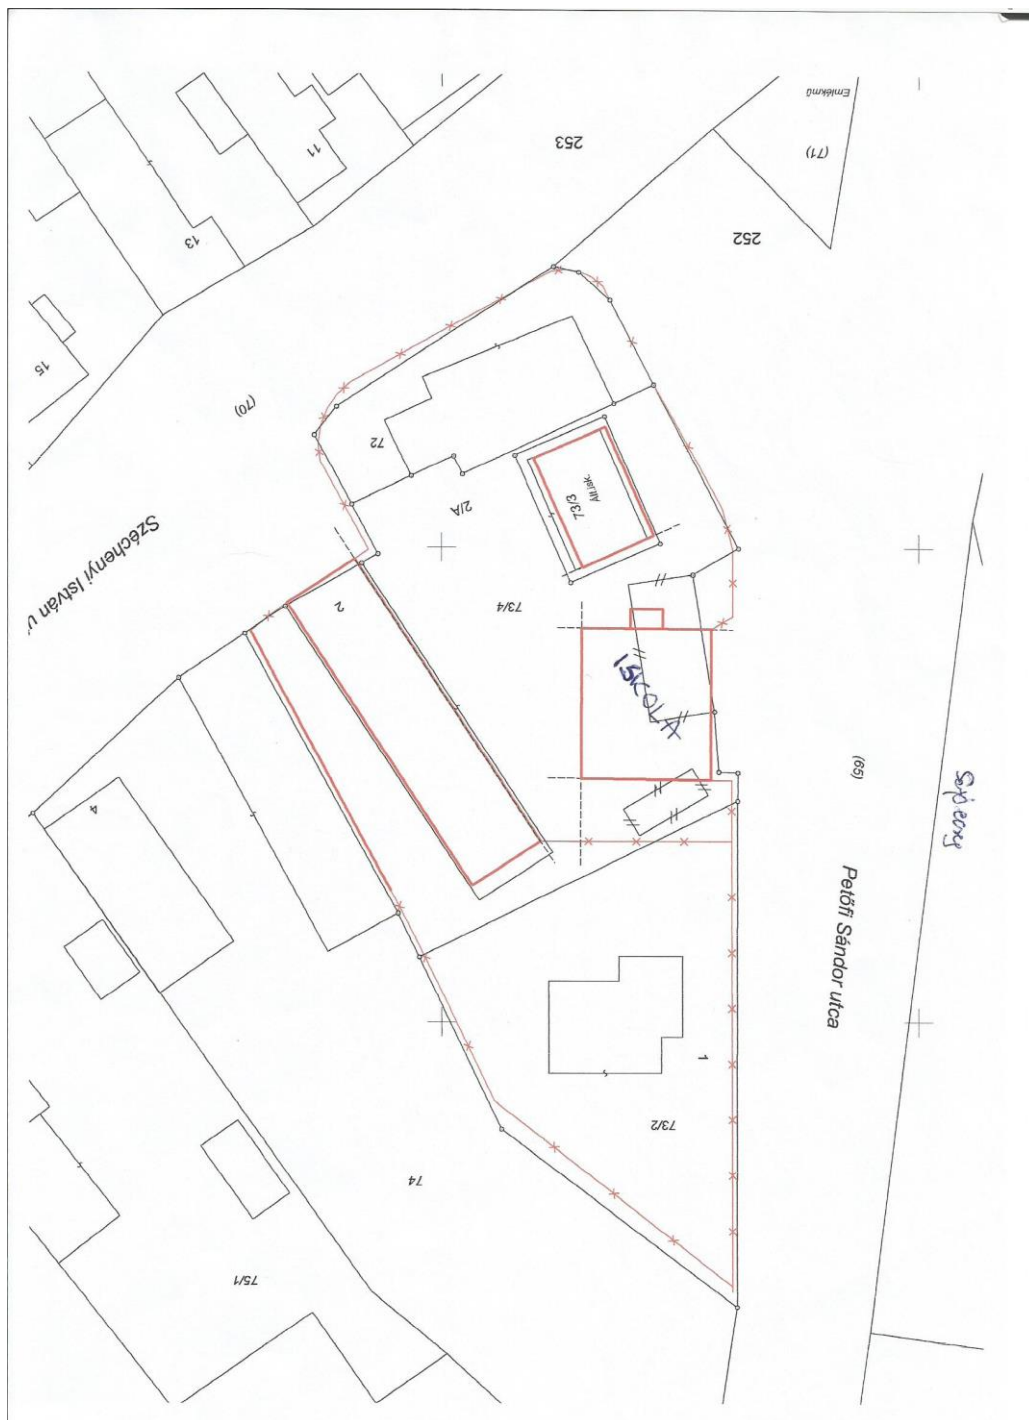 Emlékmű
(71)
253
252
11
13
15
(70)
72
2/A
Ált.isk.
73/3
Széchenyi István u
73/4
2
ISKOLA
(65)
4
Petőfi Sándor utca
1
73/2
74
75/1